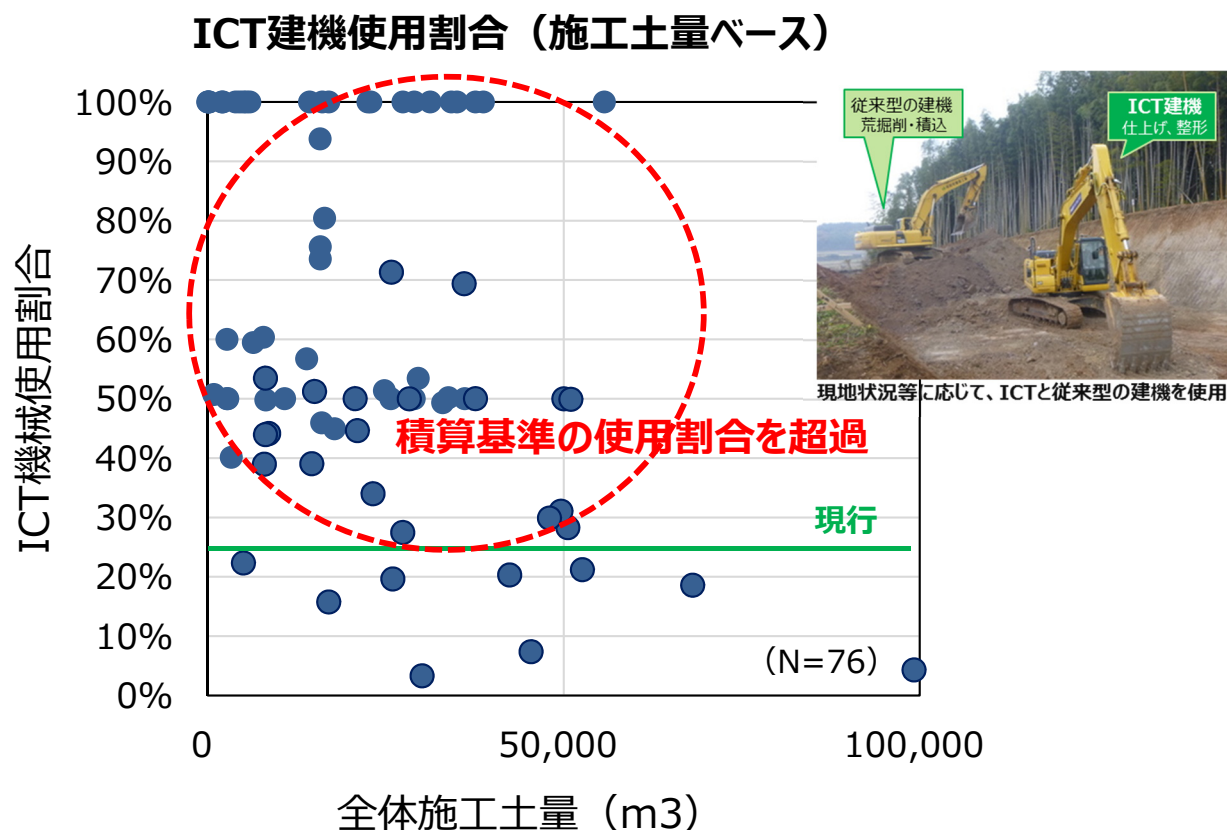 ICT建機使用割合（施工土量ベース）
100%
90%
80%
70%
60%
50%
40%
30%
20%
10%
0%
ICT機械使用割合
従来型の建機
荒掘削・積込
ICT建機
仕上げ、整形
現地状況等に応じて、ICTと従来型の建機を使用
積算基準の使用割合を超過
現行
（N=76）
0
50,000
100,000
全体施工土量（m3）